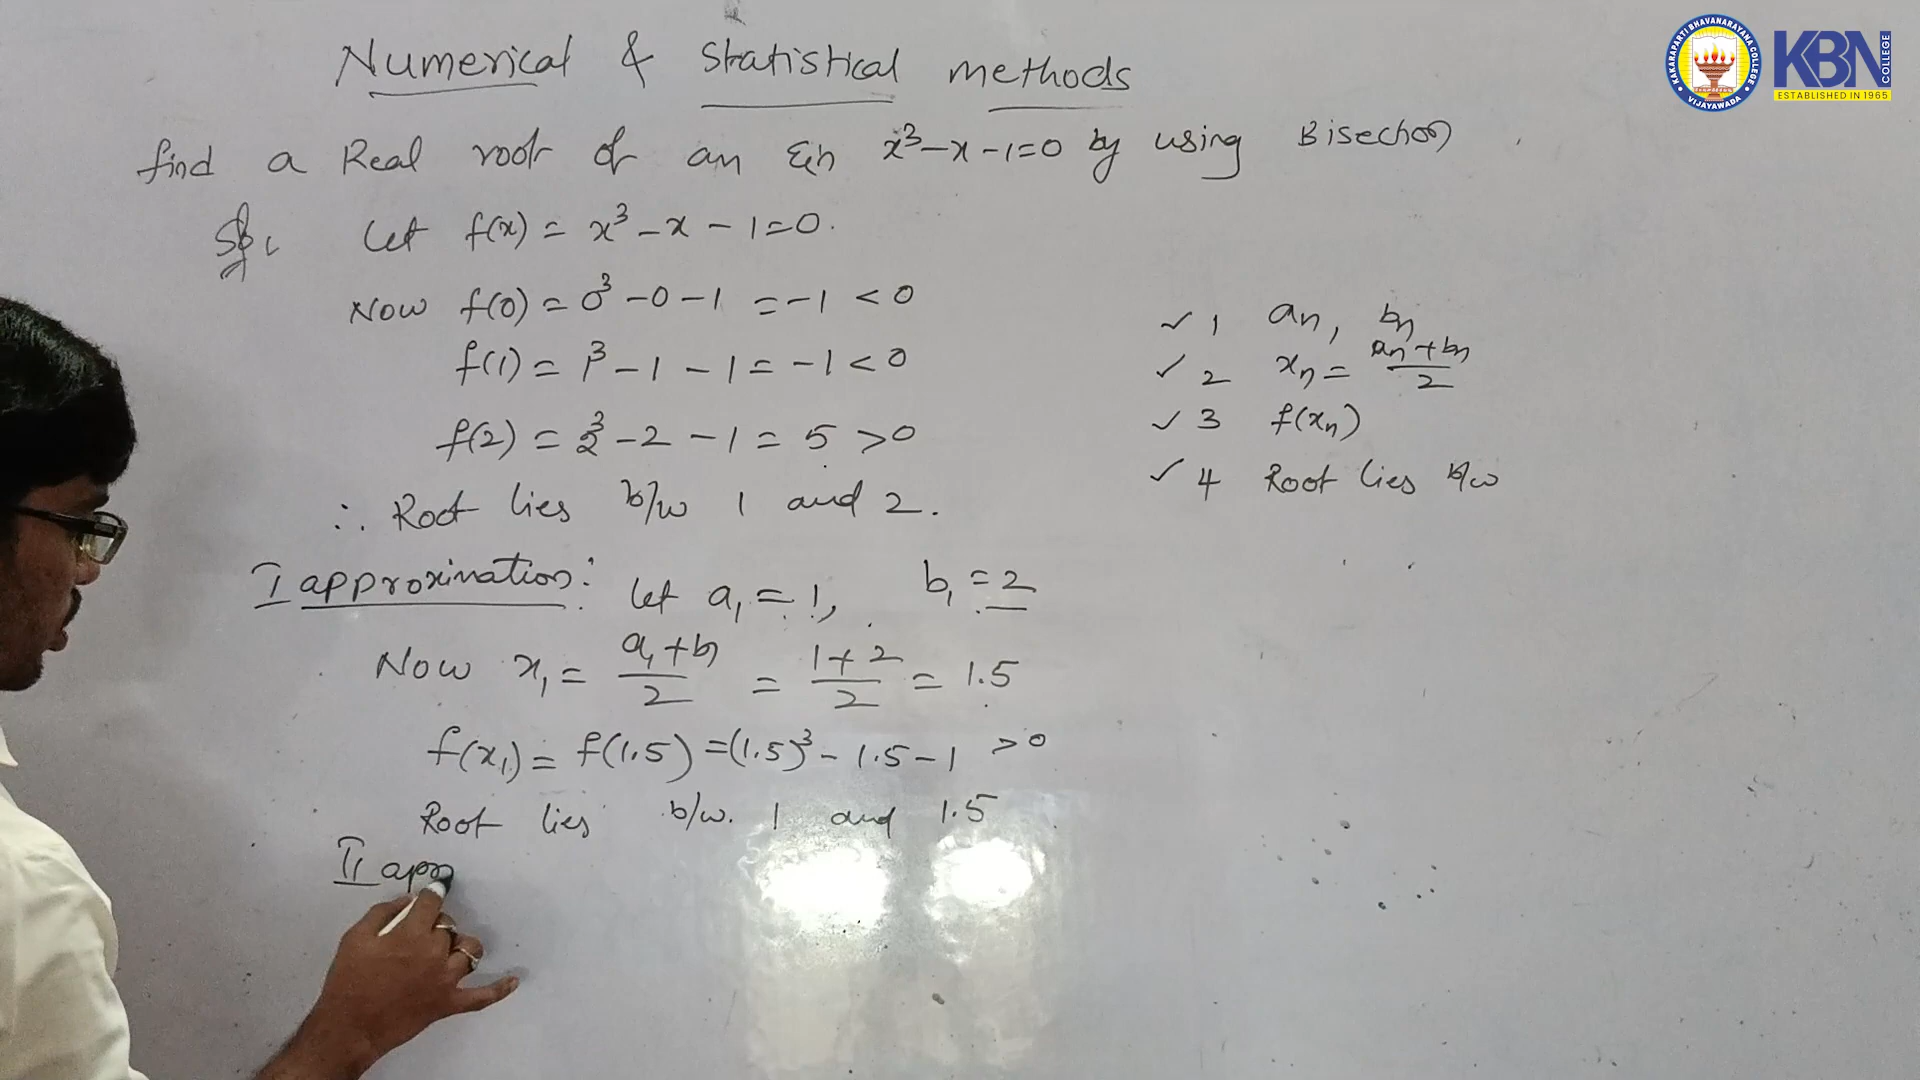 Numerical & Statistical methods
find a Real root of an Eqn x³-x-1=0 by using Bisection
Sol: Let f(x) = x³-x-1=0.
Now f(0) = 0³-0-1 = -1 < 0
f(1) = 1³-1-1 = -1 < 0
f(2) = 2³-2-1 = 5 > 0
∴ Root lies b/w 1 and 2.
I approximation: let a₁ = 1, b₁ = 2
Now x₁ = (a₁+b₁)/2 = (1+2)/2 = 1.5
f(x₁) = f(1.5) = (1.5)³-1.5-1 > 0
Root lies b/w. 1 and 1.5
II app
✓ 1 an, bn
✓ 2 xn = (an+bn)/2
✓ 3 f(xn)
✓ 4 Root lies b/w
KAKARAPARTI BHAVANARAYANA COLLEGE
VIJAYAWADA
KBN COLLEGE
ESTABLISHED IN 1965